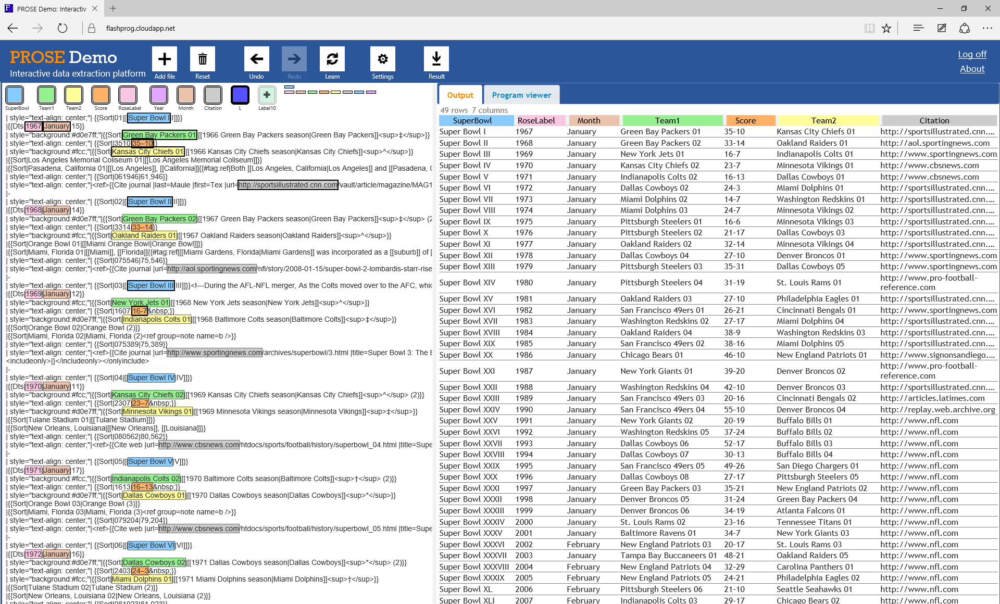 PROSE Demo: Interactiv
flashprog.cloudapp.net
PROSE Demo
Interactive data extraction platform
Add file
Reset
Undo
Redo
Learn
Settings
Result
Log off
About
SuperBowl
Team1
Team2
Score
RoseLabel
Year
Month
Citation
L
Label10
| style="text-align: center;"| {{Sort|01|[[Super Bowl I|I]]}}
|{{Dts|1967|January|15}}
| style="background:#d0e7ff;"|{{Sort|Green Bay Packers 01|[[1966 Green Bay Packers season|Green Bay Packers]]<sup>‡</sup>}}
| style="text-align: center;"| {{Sort|3510|35–10}}
| style="background:#fcc;"|{{Sort|Kansas City Chiefs 01|[[1966 Kansas City Chiefs season|Kansas City Chiefs]]<sup>^</sup>}}
|{{Sort|Los Angeles Memorial Coliseum 01|[[Los Angeles Memorial Coliseum]]}}
|{{Sort|Pasadena, California 01|[[Los Angeles]], [[California]]{{#tag:ref|Both [[Los Angeles, California|Los Angeles]] and [[Pasadena, C
| style="text-align: center;"| {{Sort|061946|61,946}}
| style="text-align: center;"|<ref>{{Cite journal |last=Maule |first=Tex |url=http://sportsillustrated.cnn.com/vault/article/magazine/MAG1
|-
| style="text-align: center;"| {{Sort|02|[[Super Bowl II|II]]}}
|{{Dts|1968|January|14}}
| style="background:#d0e7ff;"|{{Sort|Green Bay Packers 02|[[1967 Green Bay Packers season|Green Bay Packers]]<sup>‡</sup> (2
| style="text-align: center;"| {{Sort|3314|33–14}}
| style="background:#fcc;"|{{Sort|Oakland Raiders 01|[[1967 Oakland Raiders season|Oakland Raiders]]<sup>^</sup>}}
|{{Sort|Orange Bowl 01|[[Miami Orange Bowl|Orange Bowl]]}}
|{{Sort|Miami, Florida 01|[[Miami]], [[Florida]]{{#tag:ref|[[Miami Gardens, Florida|Miami Gardens]] was incorporated as a [[suburb]] of [
| style="text-align: center;"| {{Sort|075546|75,546}}
| style="text-align: center;"|<ref>{{Cite journal |url=http://aol.sportingnews.com/nfl/story/2008-01-15/super-bowl-2-lombardis-starr-rise
|-
| style="text-align: center;"| {{Sort|03|[[Super Bowl III|III]]}}<!---During the AFL-NFL merger, As the Colts moved over to the AFC, whic
|{{Dts|1969|January|12}}
| style="background:#fcc;"|{{Sort|New York Jets 01|[[1968 New York Jets season|New York Jets]]<sup>^</sup>}}
| style="text-align: center;"| {{Sort|1607|16-7&nbsp;}}
| style="background:#d0e7ff;"|{{Sort|Indianapolis Colts 01|[[1968 Baltimore Colts season|Baltimore Colts]]<sup>‡</sup>}}
|{{Sort|Orange Bowl 02|Orange Bowl (2)}}
|{{Sort|Miami, Florida 02|Miami, Florida (2)<ref group=note name=b />}}
| style="text-align: center;"| {{Sort|075389|75,389}}
| style="text-align: center;"|<ref>{{Cite journal |url=http://www.sportingnews.com/archives/superbowl/3.html |title=Super Bowl 3: The E
<includeonly>|}</includeonly></onlyinclude>
|-
| style="text-align: center;"| {{Sort|04|[[Super Bowl IV|IV]]}}
|{{Dts|1970|January|11}}
| style="background:#fcc;"|{{Sort|Kansas City Chiefs 02|[[1969 Kansas City Chiefs season|Kansas City Chiefs]]<sup>^</sup> (2)}}
| style="text-align: center;"| {{Sort|2307|23–7&nbsp;}}
| style="background:#d0e7ff;"|{{Sort|Minnesota Vikings 01|[[1969 Minnesota Vikings season|Minnesota Vikings]]<sup>‡</sup>}}
|{{Sort|Tulane Stadium 01|[[Tulane Stadium]]}}
|{{Sort|New Orleans, Louisiana|[[New Orleans]], [[Louisiana]]}}
| style="text-align: center;"| {{Sort|080562|80,562}}
| style="text-align: center;"|<ref>{{Cite web |url=http://www.cbsnews.com/htdocs/sports/football/history/superbowl_04.html |title=Supe
|-
| style="text-align: center;"| {{Sort|05|[[Super Bowl V|V]]}}
|{{Dts|1971|January|17}}
| style="background:#fcc;"|{{Sort|Indianapolis Colts 02|[[1970 Baltimore Colts season|Baltimore Colts]]<sup>†</sup> (2)}}
| style="text-align: center;"| {{Sort|1613|16–13&nbsp;}}
| style="background:#d0e7ff;"|{{Sort|Dallas Cowboys 01|[[1970 Dallas Cowboys season|Dallas Cowboys]]<sup>*</sup>}}
|{{Sort|Orange Bowl 03|Orange Bowl (3)}}
|{{Sort|Miami, Florida 03|Miami, Florida (3)<ref group=note name=b />}}
| style="text-align: center;"| {{Sort|079204|79,204}}
| style="text-align: center;"|<ref>{{Cite web |url=http://www.cbsnews.com/htdocs/sports/football/history/superbowl_05.html |title=Supe
|-
| style="text-align: center;"| {{Sort|06|[[Super Bowl VI|VI]]}}
|{{Dts|1972|January|16}}
| style="background:#d0e7ff;"|{{Sort|Dallas Cowboys 02|[[1971 Dallas Cowboys season|Dallas Cowboys]]<sup>*</sup> (2)}}
| style="text-align: center;"| {{Sort|2403|24–3&nbsp;}}
| style="background:#fcc;"|{{Sort|Miami Dolphins 01|[[1971 Miami Dolphins season|Miami Dolphins]]<sup>†</sup>}}
|{{Sort|Tulane Stadium 02|Tulane Stadium (2)}}
|{{Sort|New Orleans, Louisiana 02|New Orleans, Louisiana (2)}}
| style="text-align: center;"| {{Sort|081023|81,023}}
Output
Program viewer
49 rows 7 columns
SuperBowl RoseLabel Month Team1 Score Team2 Citation
Super Bowl I 1967 January Green Bay Packers 01 35-10 Kansas City Chiefs 01 http://sportsillustrated.cnn....
Super Bowl II 1968 January Green Bay Packers 02 33-14 Oakland Raiders 01 http://aol.sportingnews.com
Super Bowl III 1969 January New York Jets 01 16-7 Indianapolis Colts 01 http://www.sportingnews.com
Super Bowl IV 1970 January Kansas City Chiefs 02 23-7 Minnesota Vikings 01 http://www.cbsnews.com
Super Bowl V 1971 January Indianapolis Colts 02 16-13 Dallas Cowboys 01 http://www.cbsnews.com
Super Bowl VI 1972 January Dallas Cowboys 02 24-3 Miami Dolphins 01 http://sportsillustrated.cnn....
Super Bowl VII 1973 January Miami Dolphins 02 14-7 Washington Redskins 01 http://sportsillustrated.cnn....
Super Bowl VIII 1974 January Miami Dolphins 03 24-7 Minnesota Vikings 02 http://sportsillustrated.cnn....
Super Bowl IX 1975 January Pittsburgh Steelers 01 16-6 Minnesota Vikings 03 http://sportsillustrated.cnn....
Super Bowl X 1976 January Pittsburgh Steelers 02 21-17 Dallas Cowboys 03 http://sportsillustrated.cnn....
Super Bowl XI 1977 January Oakland Raiders 02 32-14 Minnesota Vikings 04 http://sportsillustrated.cnn....
Super Bowl XII 1978 January Dallas Cowboys 04 27-10 Denver Broncos 01 http://www.sportingnews.com
Super Bowl XIII 1979 January Pittsburgh Steelers 03 35-31 Dallas Cowboys 05 http://www.sportingnews.com
Super Bowl XIV 1980 January Pittsburgh Steelers 04 31-19 St. Louis Rams 01 http://www.pro-football-
reference.com
Super Bowl XV 1981 January Oakland Raiders 03 27-10 Philadelphia Eagles 01 http://sportsillustrated.cnn....
Super Bowl XVI 1982 January San Francisco 49ers 01 26-21 Cincinnati Bengals 01 http://www.sportingnews.com
Super Bowl XVII 1983 January Washington Redskins 02 27-17 Miami Dolphins 04 http://sportsillustrated.cnn....
Super Bowl XVIII 1984 January Oakland Raiders 04 38-9 Washington Redskins 03 http://sportsillustrated.cnn....
Super Bowl XIX 1985 January San Francisco 49ers 02 38-16 Miami Dolphins 05 http://sportsillustrated.cnn....
Super Bowl XX 1986 January Chicago Bears 01 46-10 New England Patriots 01 http://www.signonsandiego....
Super Bowl XXI 1987 January New York Giants 01 39-20 Denver Broncos 02 http://www.pro-football-
reference.com
Super Bowl XXII 1988 January Washington Redskins 04 42-10 Denver Broncos 03 http://sportsillustrated.cnn....
Super Bowl XXIII 1989 January San Francisco 49ers 03 20-16 Cincinnati Bengals 02 http://articles.latimes.com
Super Bowl XXIV 1990 January San Francisco 49ers 04 55-10 Denver Broncos 04 http://replay.web.archive.org
Super Bowl XXV 1991 January New York Giants 02 20-19 Buffalo Bills 01 http://www.nfl.com
Super Bowl XXVI 1992 January Washington Redskins 05 37-24 Buffalo Bills 02 http://www.nfl.com
Super Bowl XXVII 1993 January Dallas Cowboys 06 52-17 Buffalo Bills 03 http://www.nfl.com
Super Bowl XXVIII 1994 January Dallas Cowboys 07 30-13 Buffalo Bills 04 http://www.nfl.com
Super Bowl XXIX 1995 January San Francisco 49ers 05 49-26 San Diego Chargers 01 http://www.nfl.com
Super Bowl XXX 1996 January Dallas Cowboys 08 27-17 Pittsburgh Steelers 05 http://www.nfl.com
Super Bowl XXXI 1997 January Green Bay Packers 03 35-21 New England Patriots 02 http://www.nfl.com
Super Bowl XXXII 1998 January Denver Broncos 05 31-24 Green Bay Packers 04 http://www.nfl.com
Super Bowl XXXIII 1999 January Denver Broncos 06 34-19 Atlanta Falcons 01 http://www.nfl.com
Super Bowl XXXIV 2000 January St. Louis Rams 02 23-16 Tennessee Titans 01 http://www.nfl.com
Super Bowl XXXV 2001 January Baltimore Ravens 01 34-7 New York Giants 03 http://www.nfl.com
Super Bowl XXXVI 2002 February New England Patriots 03 20-17 St. Louis Rams 03 http://www.nfl.com
Super Bowl XXXVII 2003 January Tampa Bay Buccaneers 01 48-21 Oakland Raiders 05 http://www.nfl.com
Super Bowl XXXVIII 2004 February New England Patriots 04 32-29 Carolina Panthers 01 http://www.nfl.com
Super Bowl XXXIX 2005 February New England Patriots 05 24-21 Philadelphia Eagles 02 http://www.nfl.com
Super Bowl XL 2006 February Pittsburgh Steelers 06 21-10 Seattle Seahawks 01 http://www.nfl.com
Super Bowl XLI 2007 February Indianapolis Colts 03 29-17 Chicago Bears 02 http://www.nfl.com